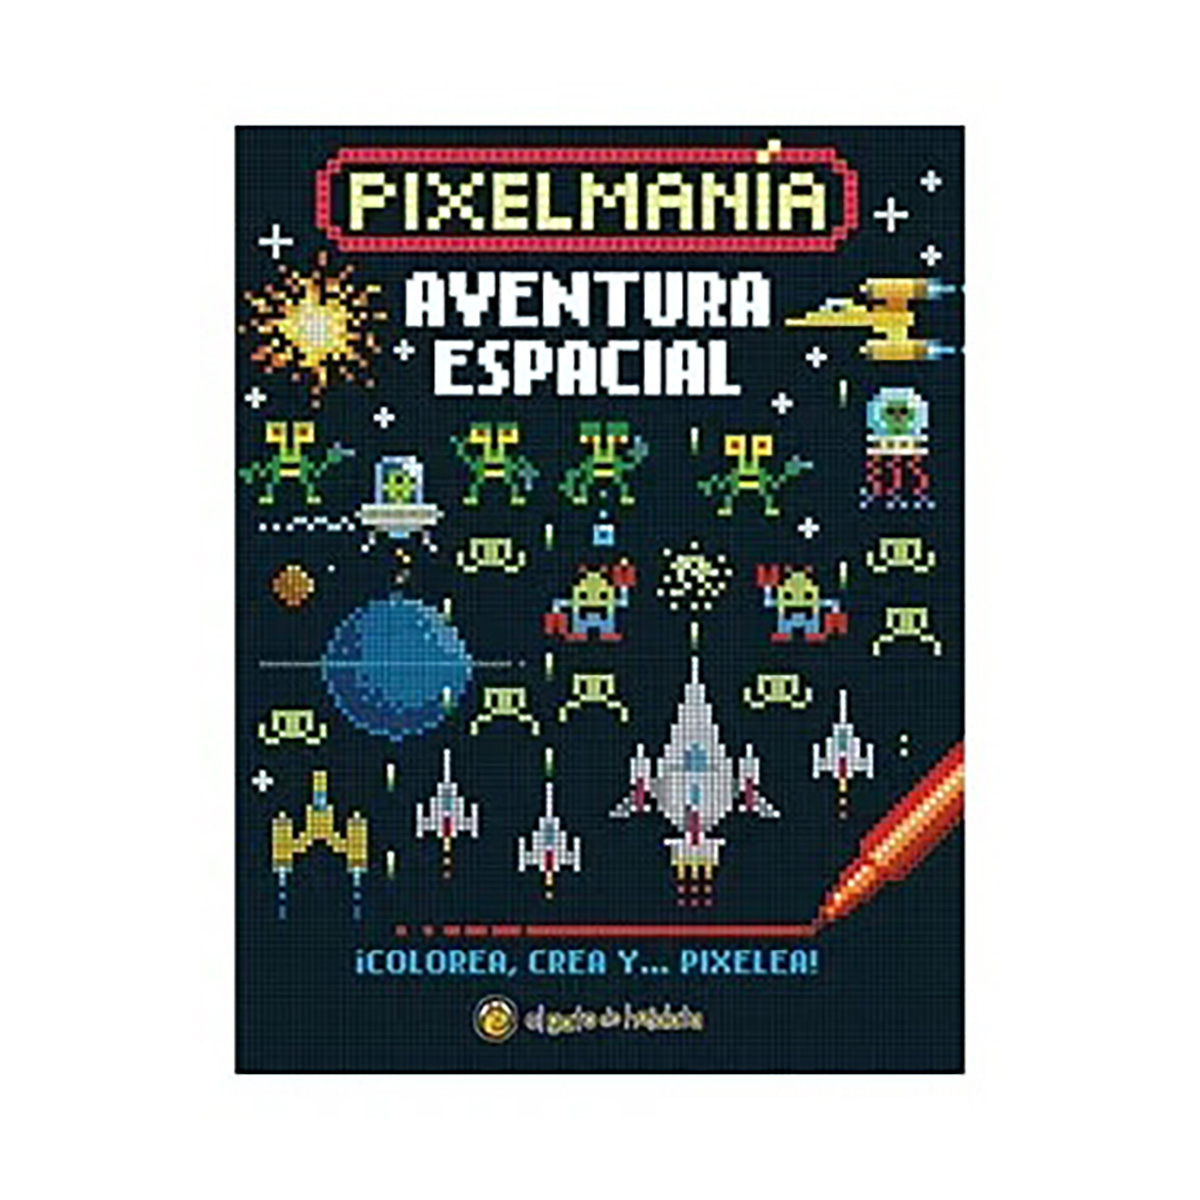 PIXELMANÍA
AVENTURA
ESPACIAL
¡COLOREA, CREA Y... PIXELEA!
el gato de hojalata